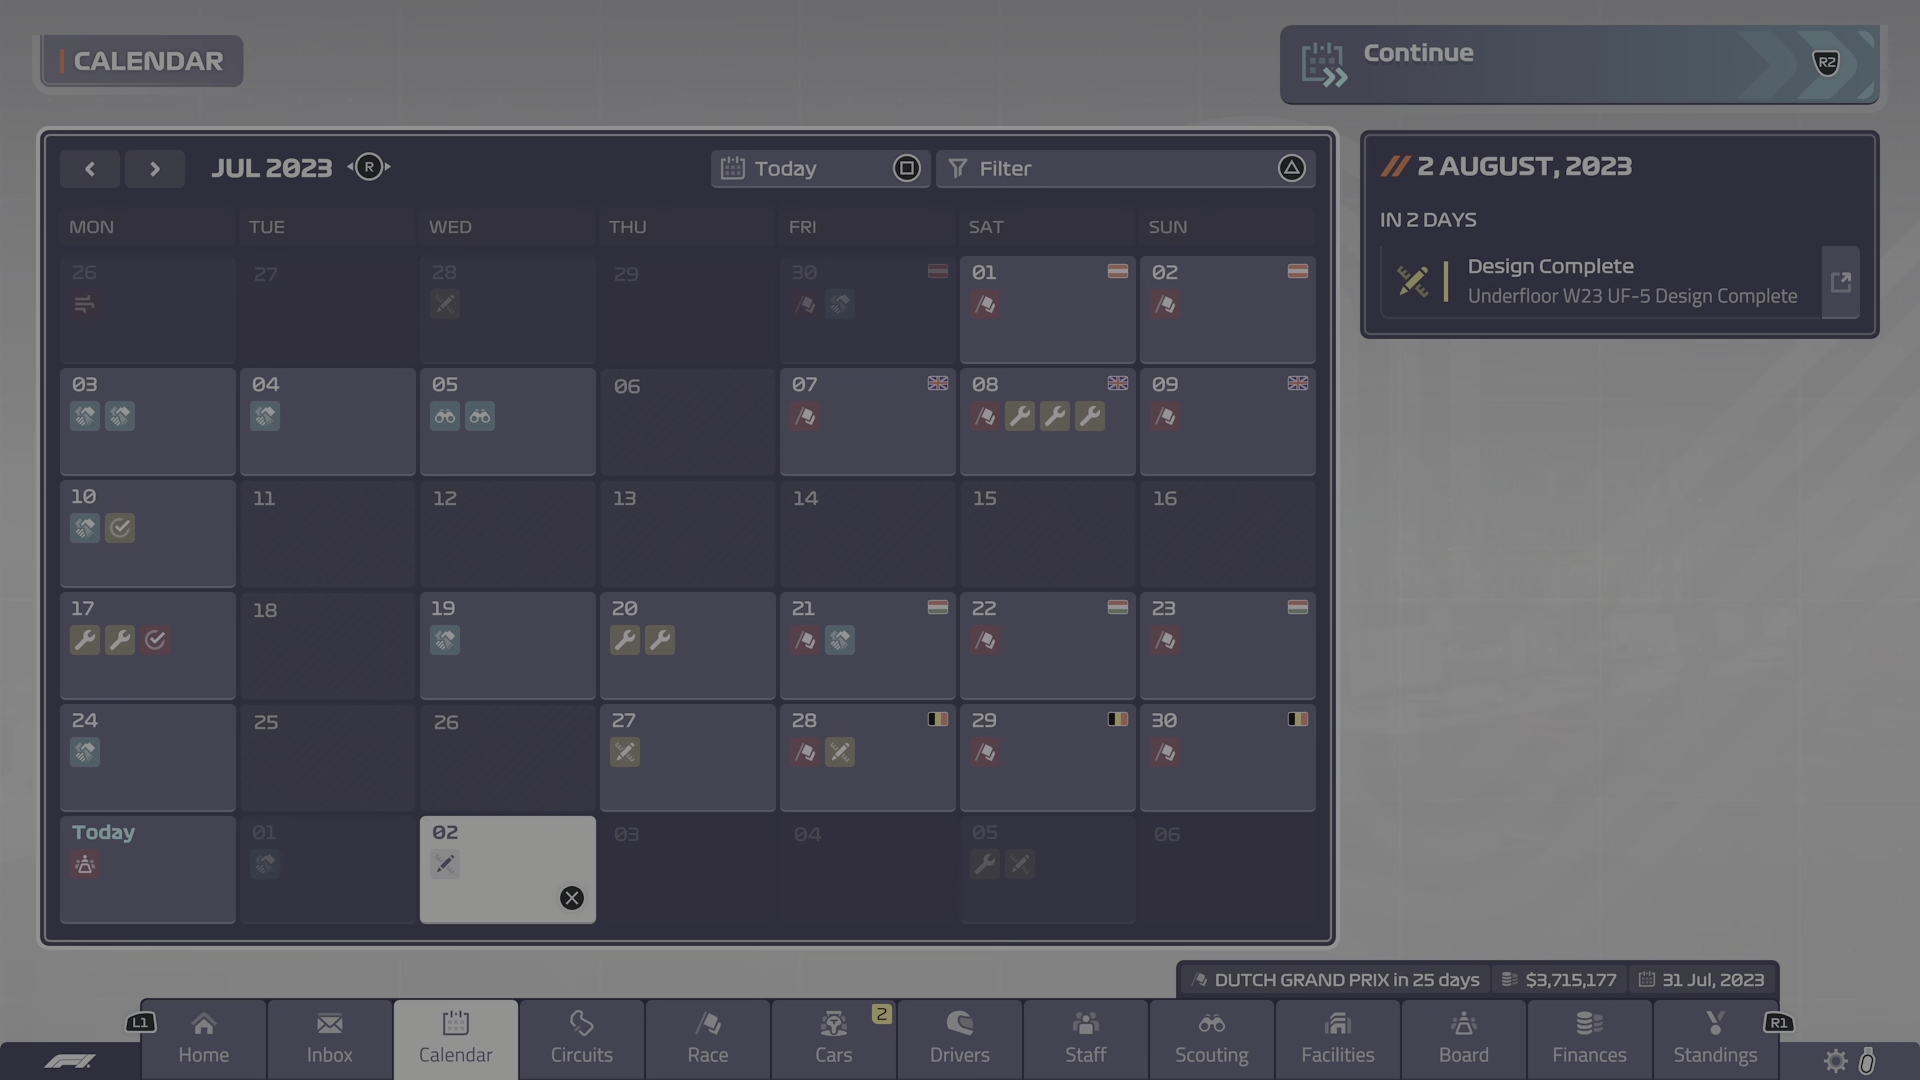 CALENDAR
Continue
R2
JUL 2023
R
Today
Filter
MON TUE WED THU FRI SAT SUN
26 27 28 29 30 01 02
03 04 05 06 07 08 09
10 11 12 13 14 15 16
17 18 19 20 21 22 23
24 25 26 27 28 29 30
Today 01 02 03 04 05 06
2 AUGUST, 2023
IN 2 DAYS
Design Complete
Underfloor W23 UF-5 Design Complete
DUTCH GRAND PRIX in 25 days
$3,715,177
31 Jul, 2023
L1
2
R1
Home Inbox Calendar Circuits Race Cars Drivers Staff Scouting Facilities Board Finances Standings